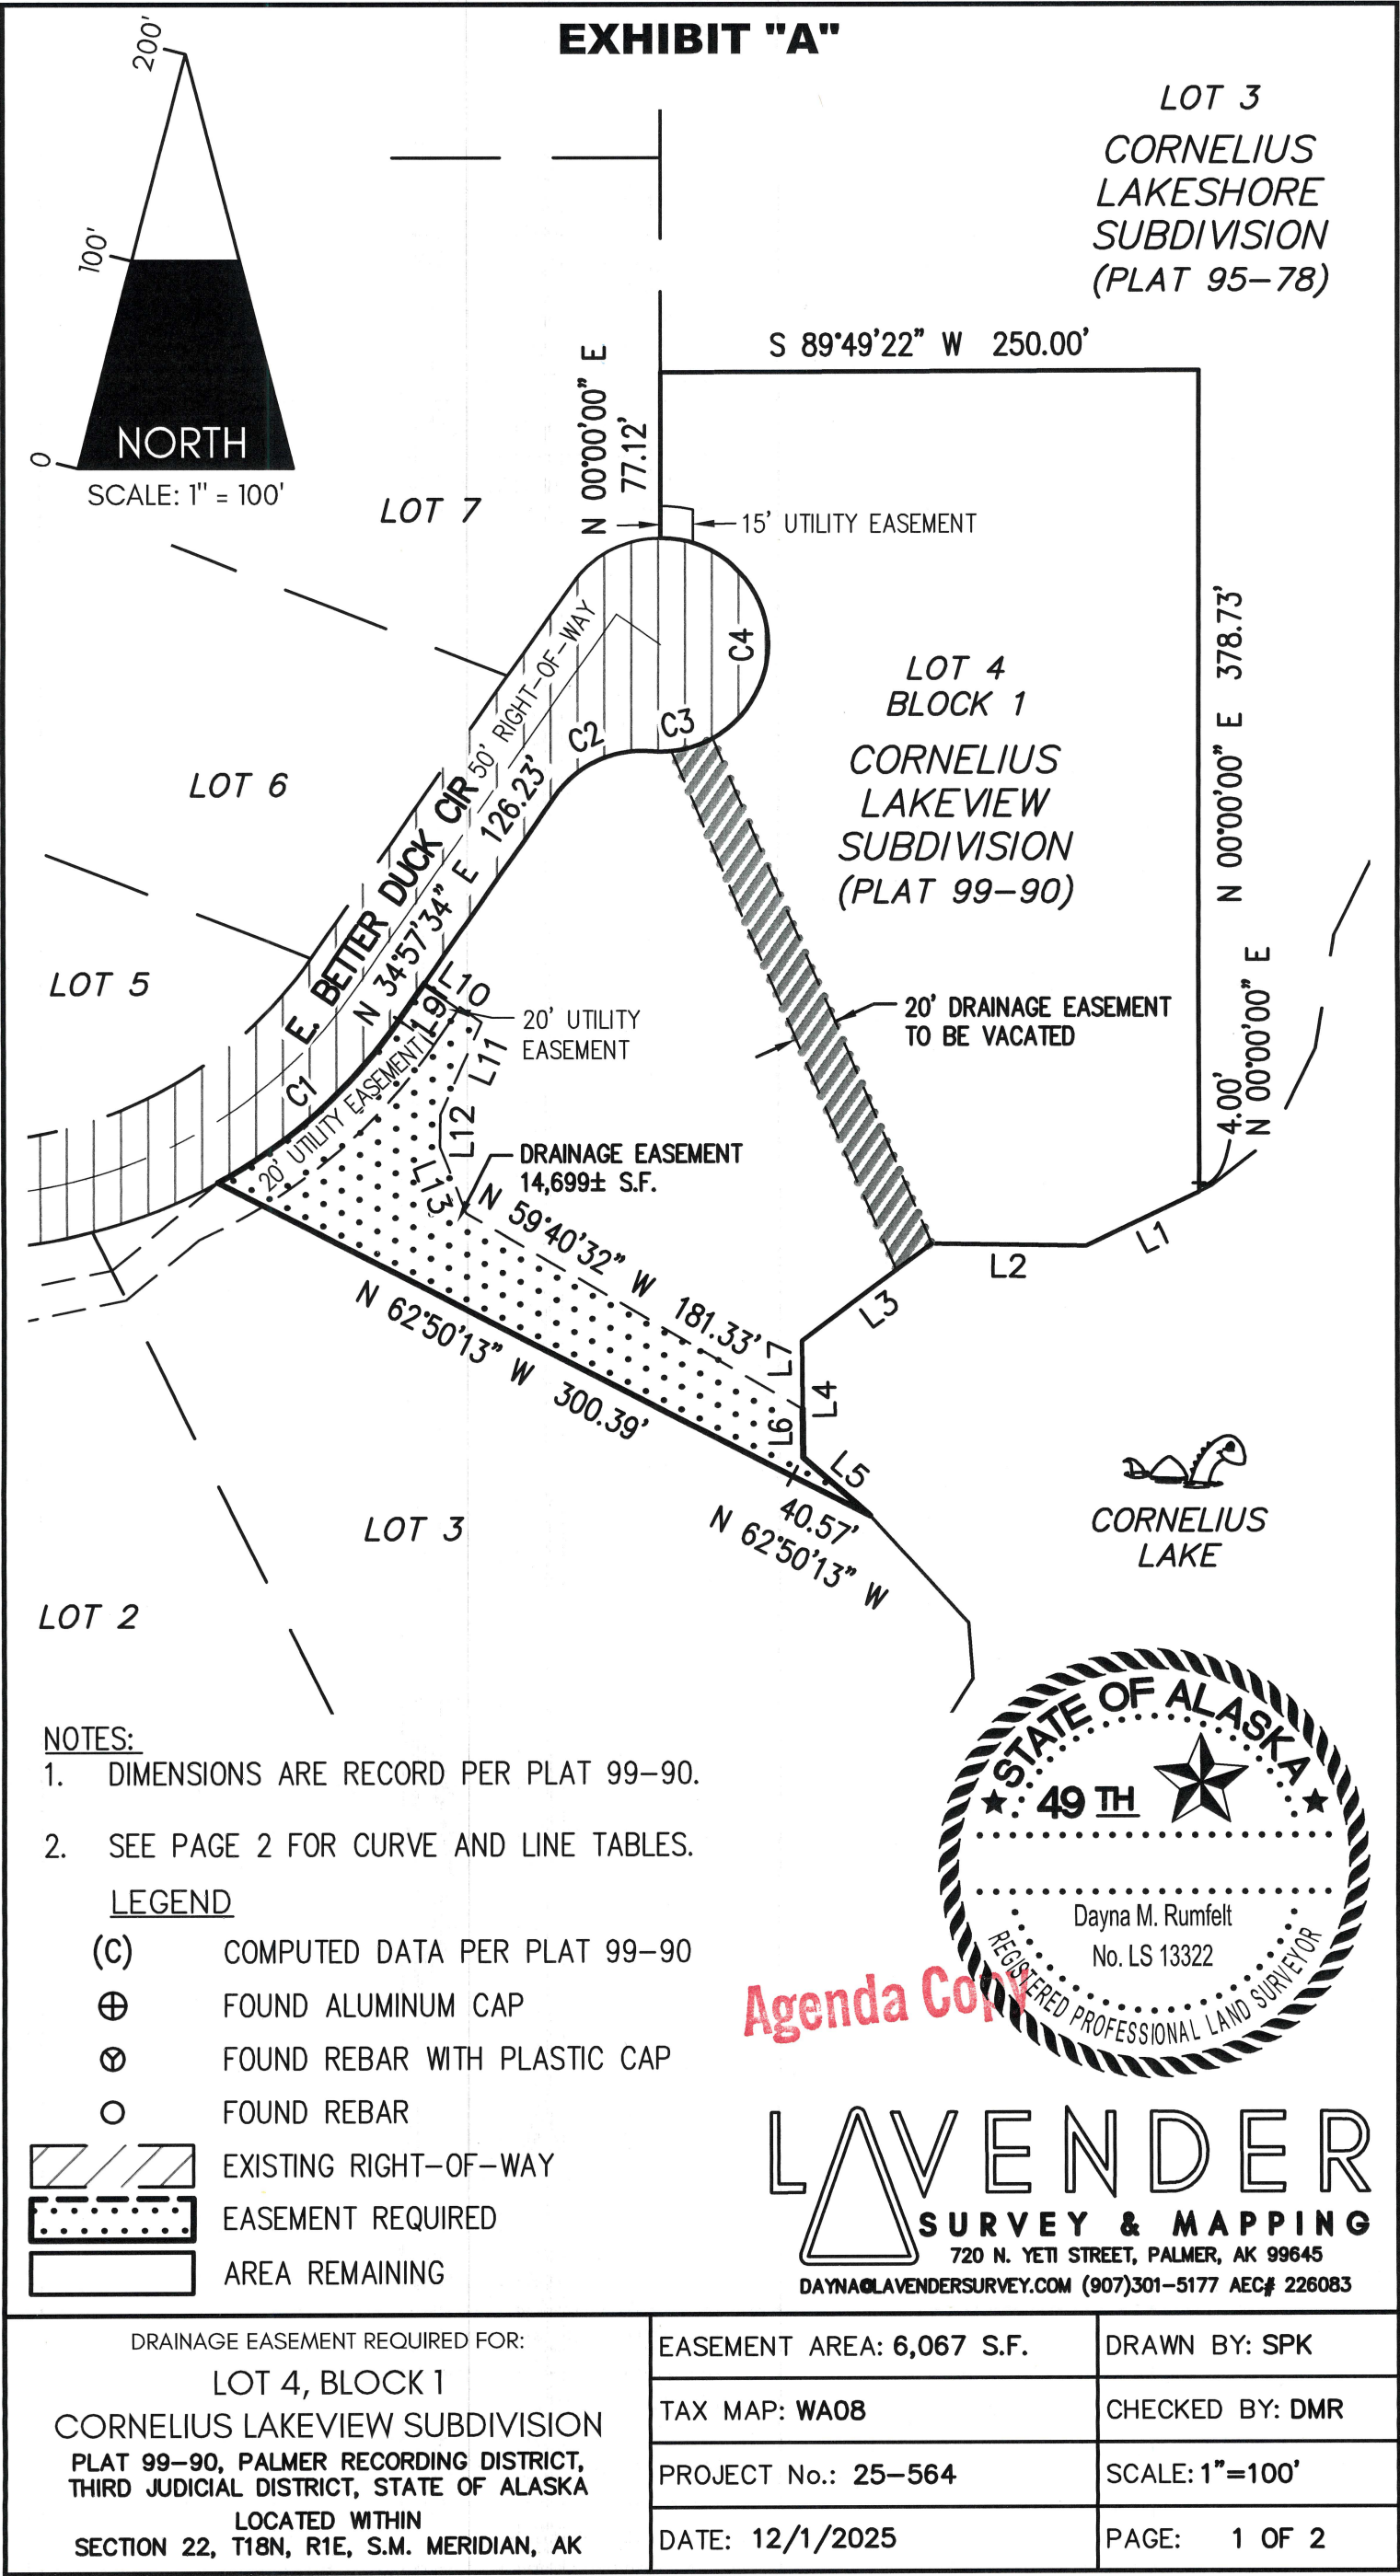 EXHIBIT "A"
200'
100'
0
NORTH
SCALE: 1" = 100'
LOT 3
CORNELIUS
LAKESHORE
SUBDIVISION
(PLAT 95-78)
S 89°49'22" W 250.00'
N 00°00'00" E
77.12'
LOT 7
15' UTILITY EASEMENT
N 00°00'00" E 378.73'
C4
LOT 4
BLOCK 1
CORNELIUS
LAKEVIEW
SUBDIVISION
(PLAT 99-90)
50' RIGHT-OF-WAY
C3
C2
LOT 6
E. BETTER DUCK CIR
N 34°57'34" E 126.23'
LOT 5
L10
L9
20' UTILITY
EASEMENT
20' DRAINAGE EASEMENT
TO BE VACATED
L11
C1
20' UTILITY EASEMENT
L12
4.00'
N 00°00'00" E
L13
DRAINAGE EASEMENT
14,699± S.F.
N 59°40'32" W 181.33'
L1
L2
L3
N 62°50'13" W 300.39'
L7
L4
L6
L5
40.57'
N 62°50'13" W
CORNELIUS
LAKE
LOT 3
LOT 2
NOTES:
1. DIMENSIONS ARE RECORD PER PLAT 99-90.
2. SEE PAGE 2 FOR CURVE AND LINE TABLES.
LEGEND
(C) COMPUTED DATA PER PLAT 99-90
FOUND ALUMINUM CAP
FOUND REBAR WITH PLASTIC CAP
FOUND REBAR
EXISTING RIGHT-OF-WAY
EASEMENT REQUIRED
AREA REMAINING
STATE OF ALASKA
49 TH
Dayna M. Rumfelt
No. LS 13322
REGISTERED PROFESSIONAL LAND SURVEYOR
Agenda Copy
LAVENDER
SURVEY & MAPPING
720 N. YETI STREET, PALMER, AK 99645
DAYNA@LAVENDERSURVEY.COM (907)301-5177 AEC# 226083
DRAINAGE EASEMENT REQUIRED FOR:
LOT 4, BLOCK 1
CORNELIUS LAKEVIEW SUBDIVISION
PLAT 99-90, PALMER RECORDING DISTRICT,
THIRD JUDICIAL DISTRICT, STATE OF ALASKA
LOCATED WITHIN
SECTION 22, T18N, R1E, S.M. MERIDIAN, AK
EASEMENT AREA: 6,067 S.F.
DRAWN BY: SPK
TAX MAP: WA08
CHECKED BY: DMR
PROJECT No.: 25-564
SCALE: 1"=100'
DATE: 12/1/2025
PAGE: 1 OF 2